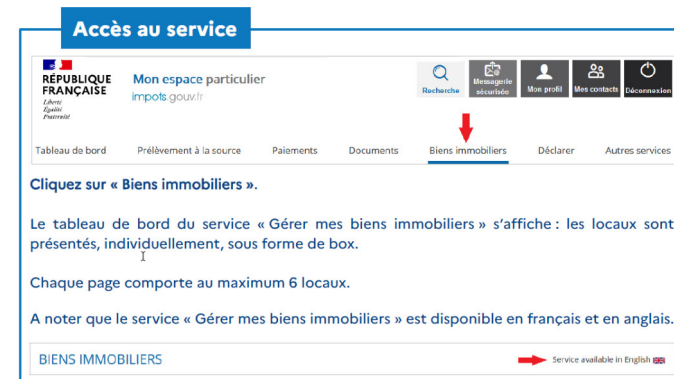 Accès au service
RÉPUBLIQUE
FRANÇAISE
Liberté
Égalité
Fraternité
Mon espace particulier
impots.gouv.fr
Recherche
Messagerie
sécurisée
Mon profil
Mes contacts
Déconnexion
Tableau de bord Prélèvement à la source Paiements Documents Biens immobiliers Déclarer Autres services
Cliquez sur « Biens immobiliers ».
Le tableau de bord du service « Gérer mes biens immobiliers » s’affiche : les locaux sont
présentés, individuellement, sous forme de box.
Chaque page comporte au maximum 6 locaux.
A noter que le service « Gérer mes biens immobiliers » est disponible en français et en anglais.
BIENS IMMOBILIERS
Service available in English